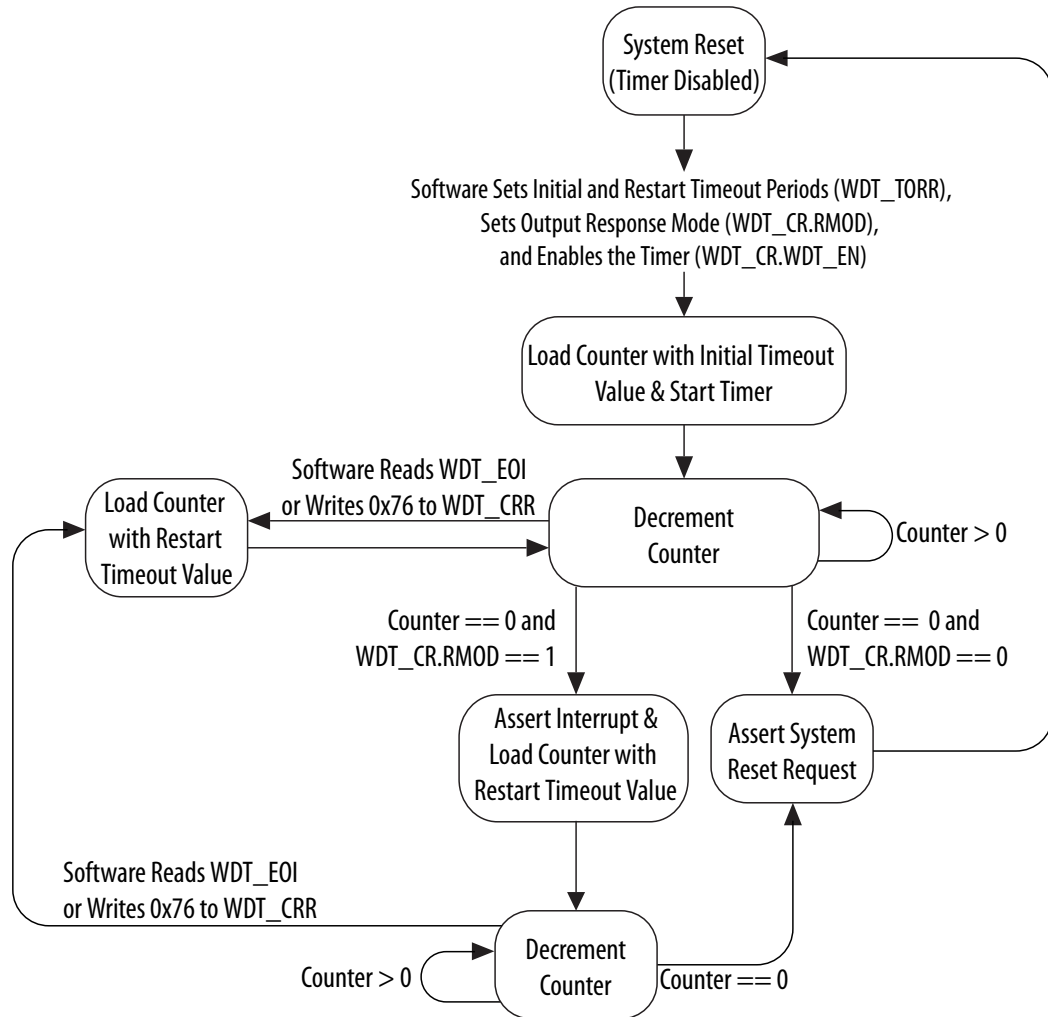 System Reset
(Timer Disabled)
Software Sets Initial and Restart Timeout Periods (WDT_TORR),
Sets Output Response Mode (WDT_CR.RMOD),
and Enables the Timer (WDT_CR.WDT_EN)
Load Counter with Initial Timeout
Value & Start Timer
Software Reads WDT_EOI
or Writes 0x76 to WDT_CRR
Load Counter
with Restart
Timeout Value
Decrement
Counter
Counter > 0
Counter == 0 and
WDT_CR.RMOD == 1
Counter == 0 and
WDT_CR.RMOD == 0
Assert Interrupt &
Load Counter with
Restart Timeout Value
Assert System
Reset Request
Software Reads WDT_EOI
or Writes 0x76 to WDT_CRR
Counter > 0
Decrement
Counter
Counter == 0